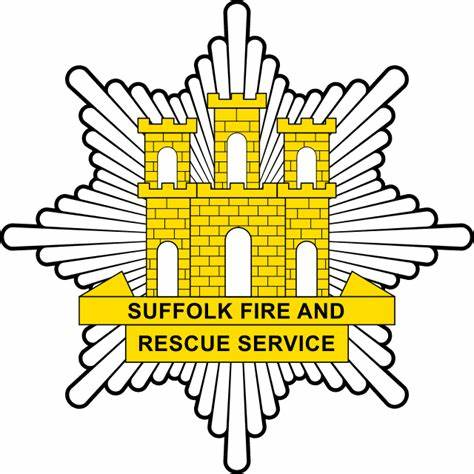 SUFFOLK FIRE AND
RESCUE SERVICE